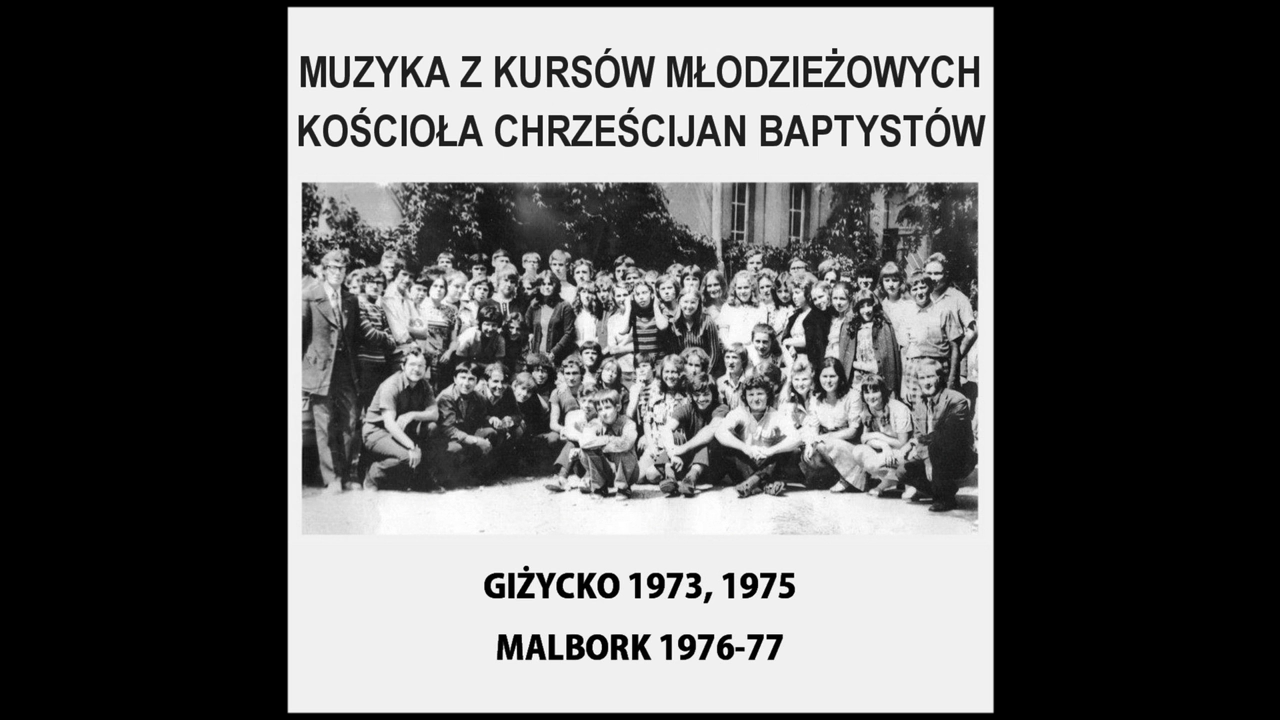 MUZYKA Z KURSÓW MŁODZIEŻOWYCH
KOŚCIOŁA CHRZEŚCIJAN BAPTYSTÓW
GIŻYCKO 1973, 1975
MALBORK 1976-77